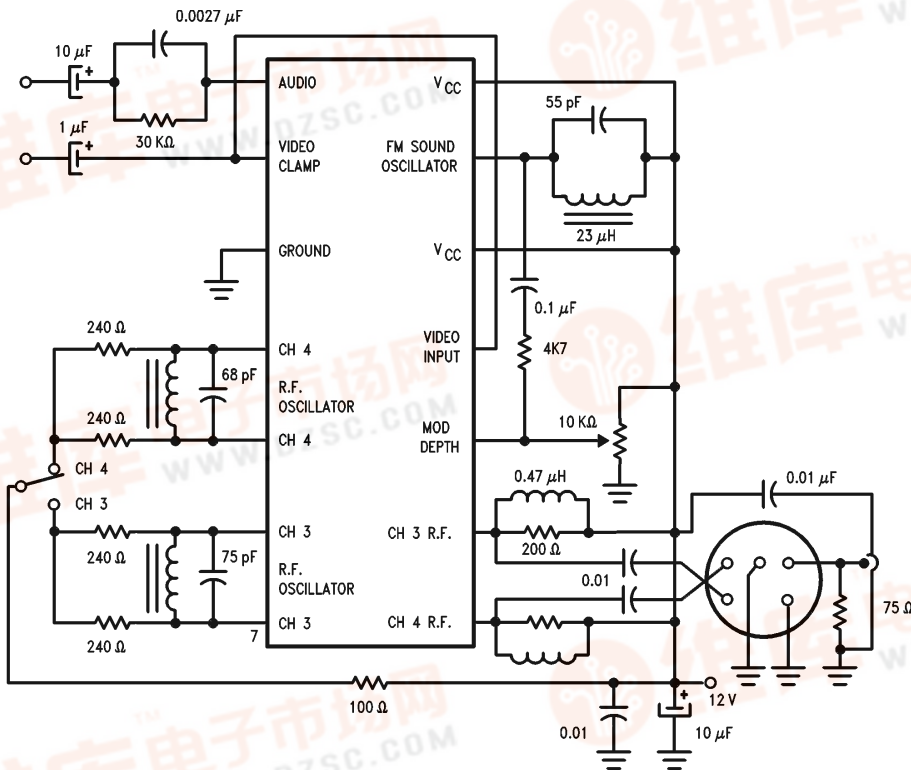 0.0027 µF
10 µF
+
30 KΩ
1 µF
+
AUDIO
VIDEO
CLAMP
GROUND
VCC
FM SOUND
OSCILLATOR
VCC
VIDEO
INPUT
MOD
DEPTH
55 pF
23 µH
0.1 µF
4K7
10 KΩ
240 Ω
68 pF
240 Ω
CH 4
R.F.
OSCILLATOR
CH 4
CH 4
CH 3
240 Ω
75 pF
240 Ω
CH 3
R.F.
OSCILLATOR
CH 3
7
CH 3 R.F.
CH 4 R.F.
0.47 µH
200 Ω
0.01
0.01 µF
75 Ω
100 Ω
12 V
0.01
+
10 µF
维库电子市场网
WWW.DZSC.COM
TM